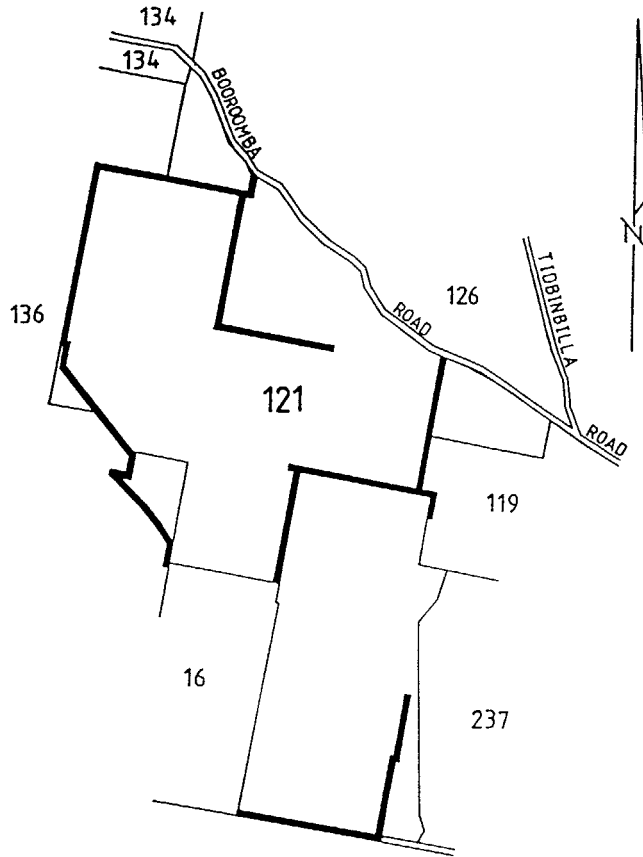 134
134
BOOROOMBA
ROAD
126
TIDBINBILLA
ROAD
N
136
121
119
16
237